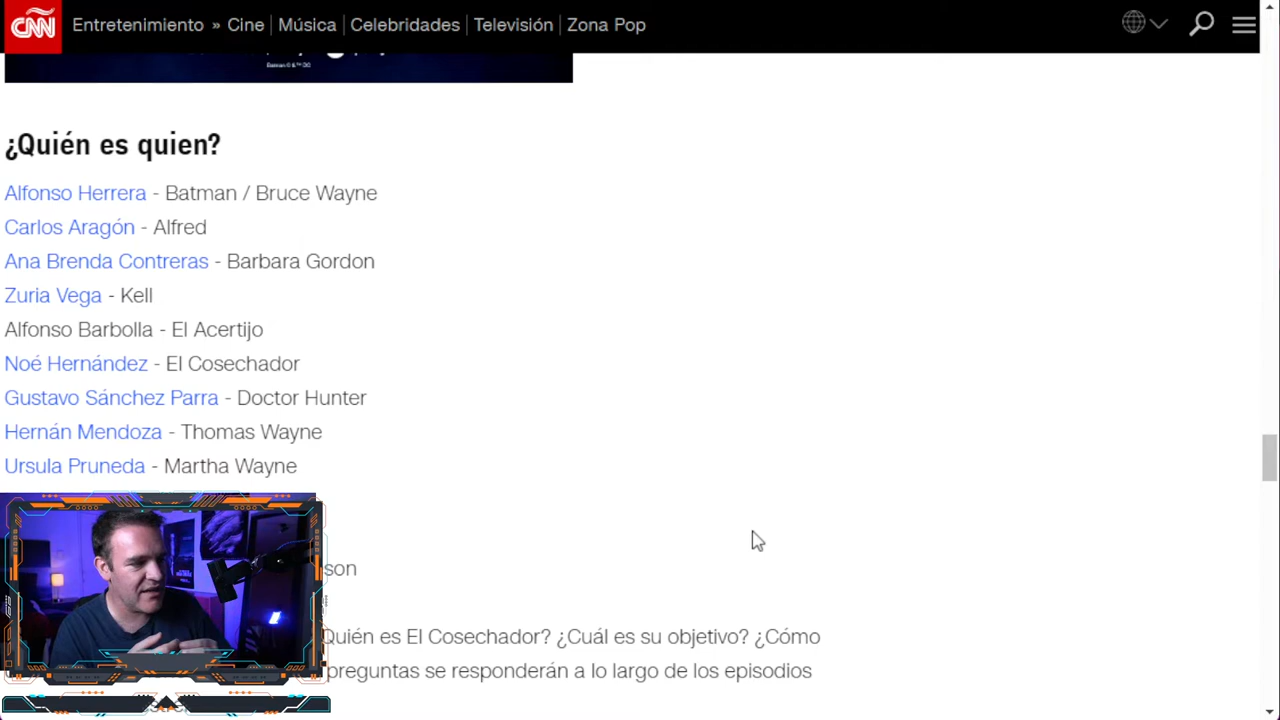 CNN
Entretenimiento » Cine | Música | Celebridades | Televisión | Zona Pop
Batman © & ™ DC
¿Quién es quien?
Alfonso Herrera - Batman / Bruce Wayne
Carlos Aragón - Alfred
Ana Brenda Contreras - Barbara Gordon
Zuria Vega - Kell
Alfonso Barbolla - El Acertijo
Noé Hernández - El Cosechador
Gustavo Sánchez Parra - Doctor Hunter
Hernán Mendoza - Thomas Wayne
Ursula Pruneda - Martha Wayne
son
Quién es El Cosechador? ¿Cuál es su objetivo? ¿Cómo
preguntas se responderán a lo largo de los episodios